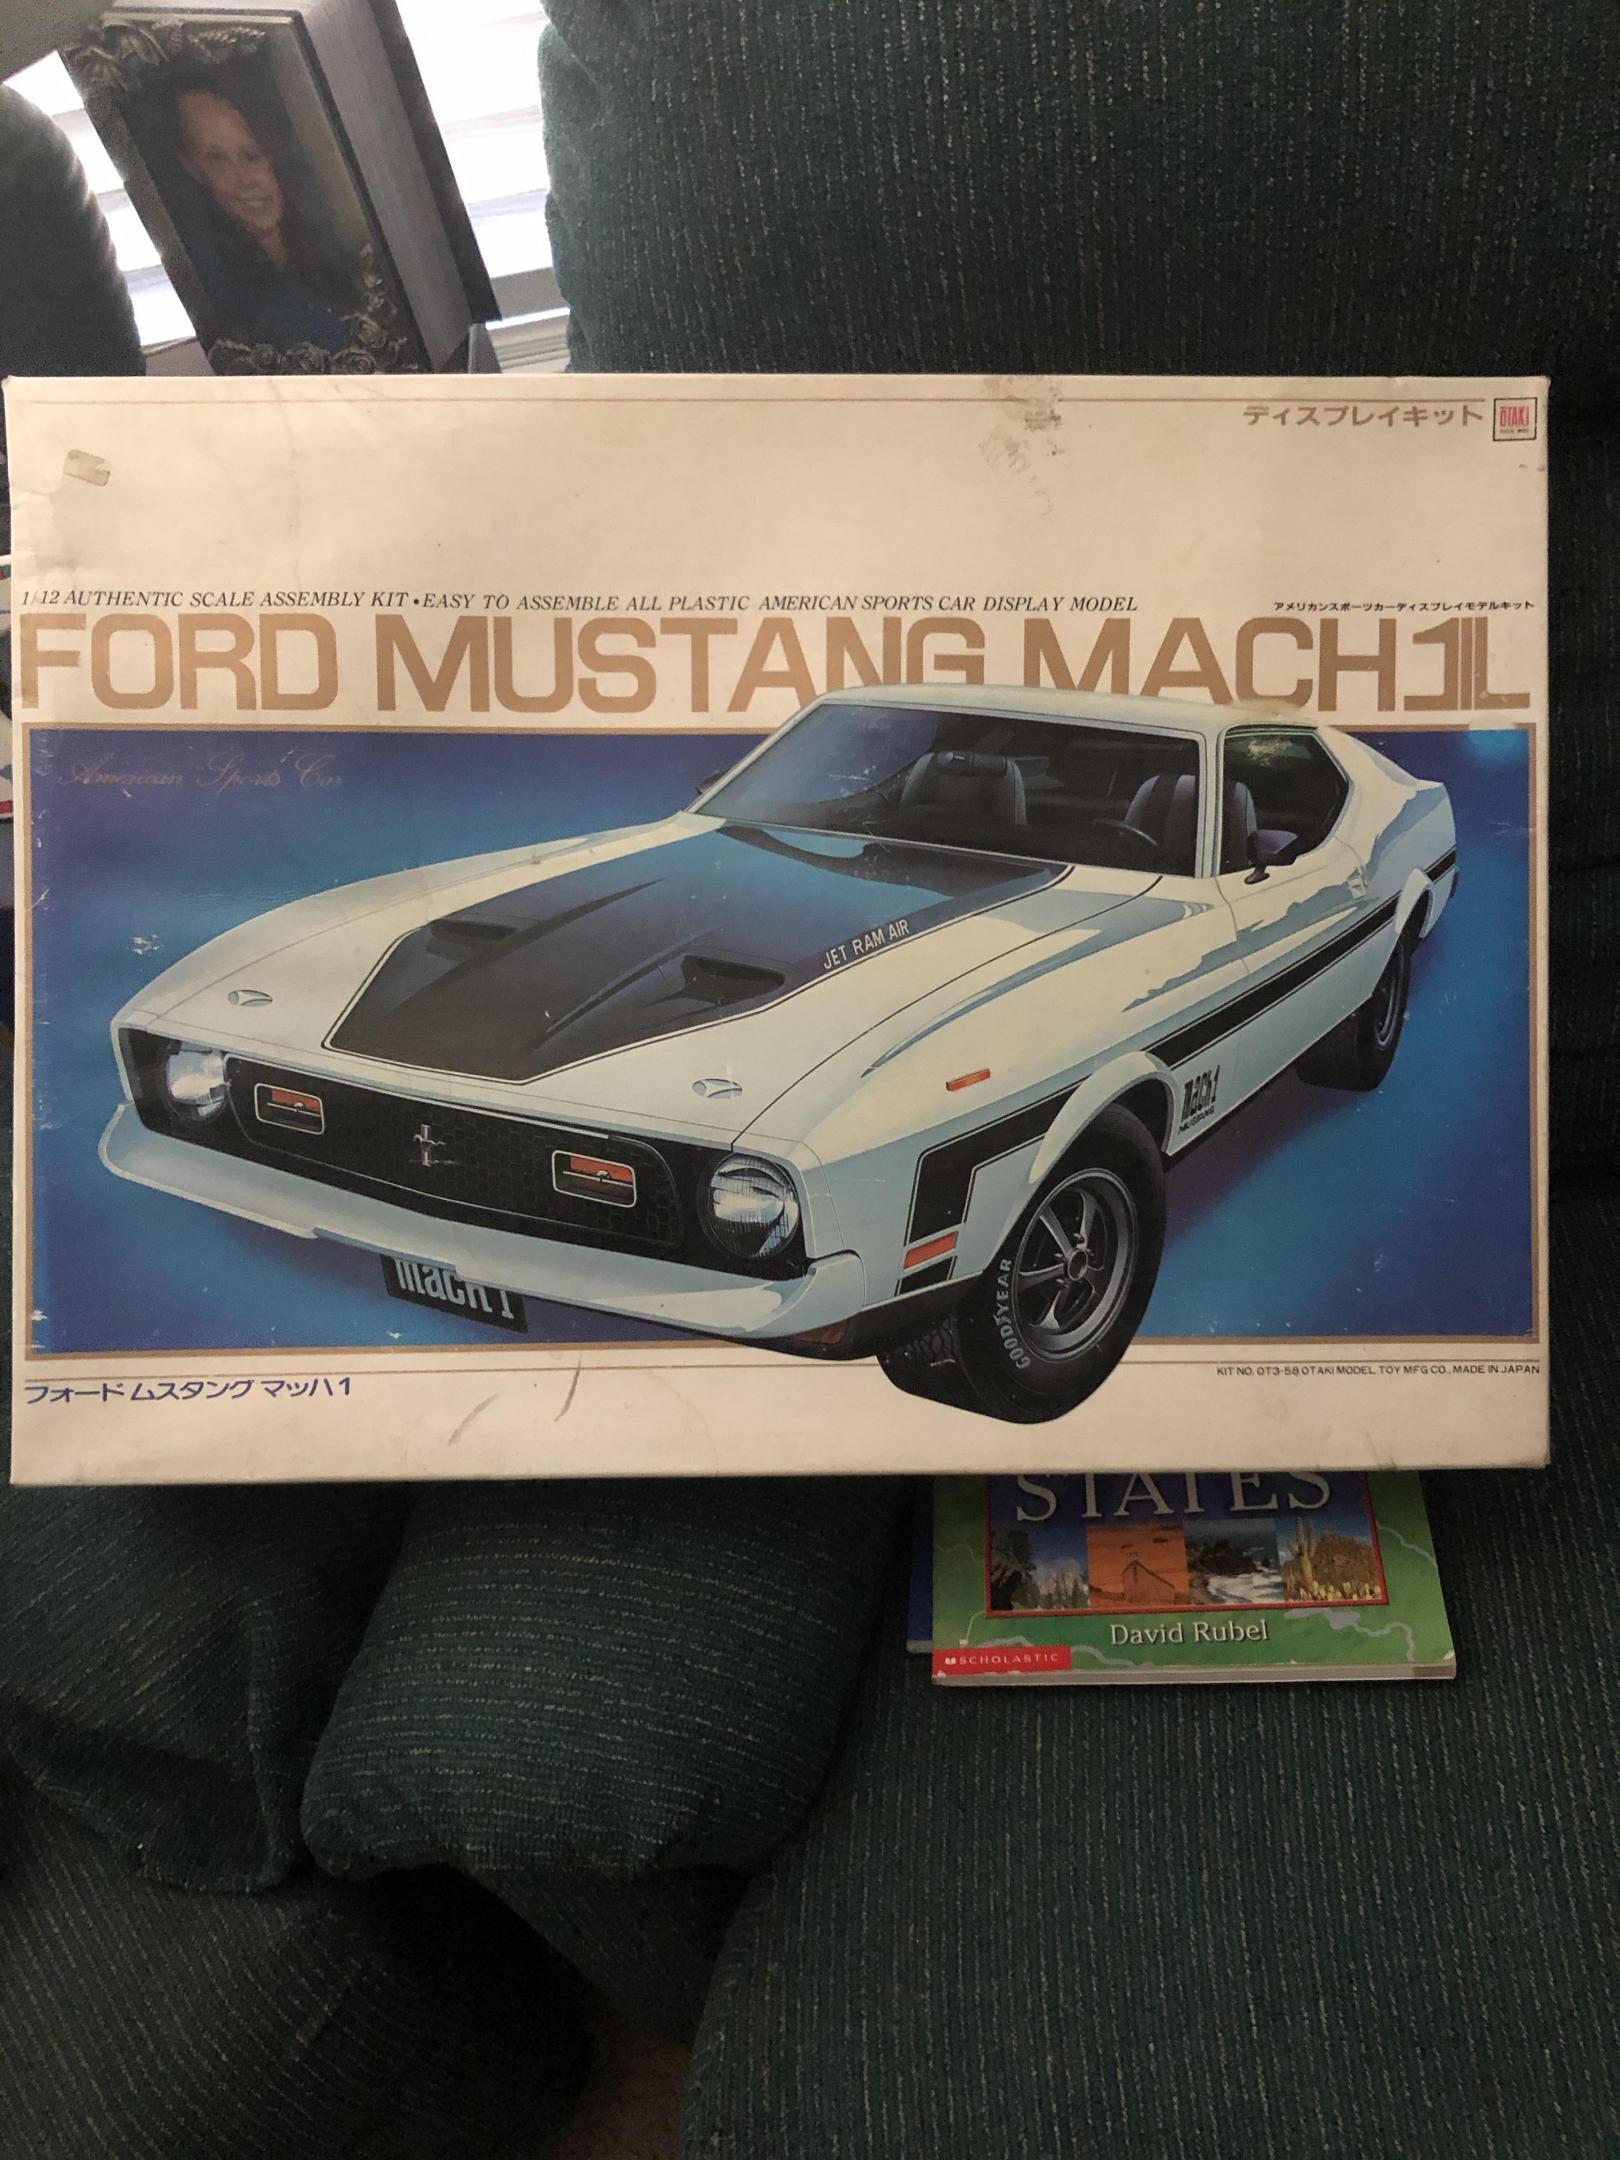 ディスプレイキット
OTAKI
1/12 AUTHENTIC SCALE ASSEMBLY KIT • EASY TO ASSEMBLE ALL PLASTIC AMERICAN SPORTS CAR DISPLAY MODEL
アメリカンスポーツカーディスプレイモデルキット
FORD MUSTANG MACH 1
American Sports Car
JET RAM AIR
mach 1
MUSTANG
GOODYEAR
mach 1
KIT NO. OT3-58 OTAKI MODEL TOY MFG CO., MADE IN JAPAN
フォード ムスタング マッハ1
STATES
David Rubel
SCHOLASTIC